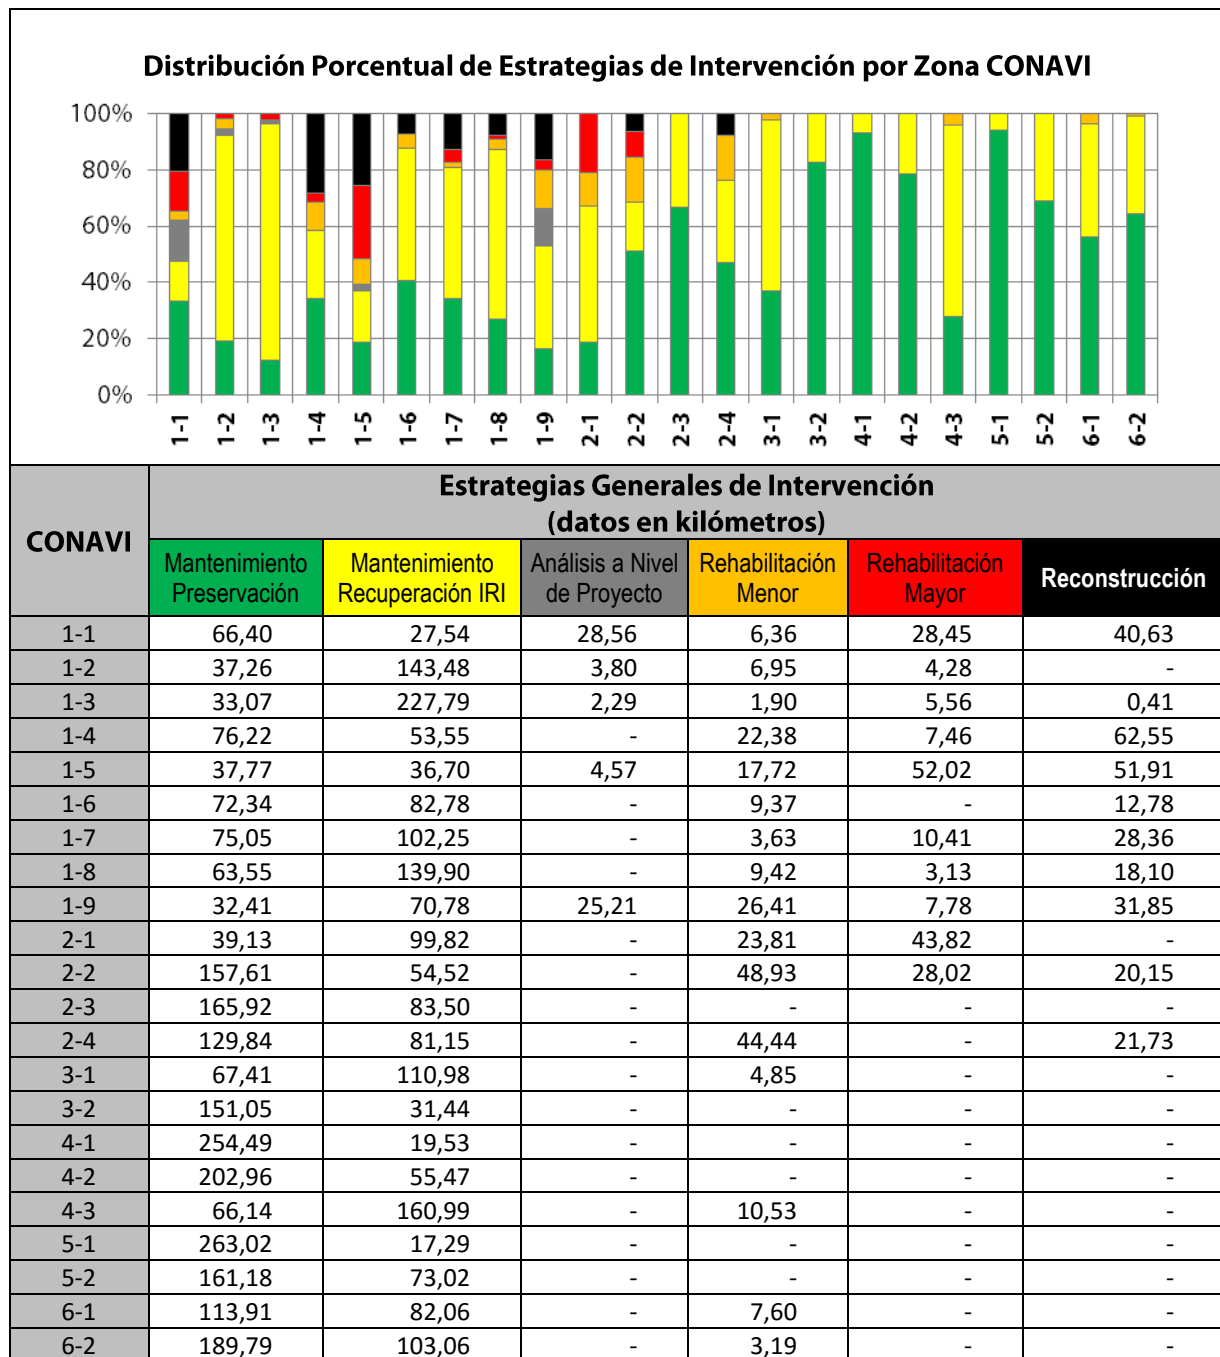 Distribución Porcentual de Estrategias de Intervención por Zona CONAVI
100%
80%
60%
40%
20%
0%
1-1 1-2 1-3 1-4 1-5 1-6 1-7 1-8 1-9 2-1 2-2 2-3 2-4 3-1 3-2 4-1 4-2 4-3 5-1 5-2 6-1 6-2
CONAVI
Estrategias Generales de Intervención
(datos en kilómetros)
Mantenimiento Preservación Mantenimiento Recuperación IRI Análisis a Nivel de Proyecto Rehabilitación Menor Rehabilitación Mayor Reconstrucción
1-1 66,40 27,54 28,56 6,36 28,45 40,63
1-2 37,26 143,48 3,80 6,95 4,28 -
1-3 33,07 227,79 2,29 1,90 5,56 0,41
1-4 76,22 53,55 - 22,38 7,46 62,55
1-5 37,77 36,70 4,57 17,72 52,02 51,91
1-6 72,34 82,78 - 9,37 - 12,78
1-7 75,05 102,25 - 3,63 10,41 28,36
1-8 63,55 139,90 - 9,42 3,13 18,10
1-9 32,41 70,78 25,21 26,41 7,78 31,85
2-1 39,13 99,82 - 23,81 43,82 -
2-2 157,61 54,52 - 48,93 28,02 20,15
2-3 165,92 83,50 - - - -
2-4 129,84 81,15 - 44,44 - 21,73
3-1 67,41 110,98 - 4,85 - -
3-2 151,05 31,44 - - - -
4-1 254,49 19,53 - - - -
4-2 202,96 55,47 - - - -
4-3 66,14 160,99 - 10,53 - -
5-1 263,02 17,29 - - - -
5-2 161,18 73,02 - - - -
6-1 113,91 82,06 - 7,60 - -
6-2 189,79 103,06 - 3,19 - -